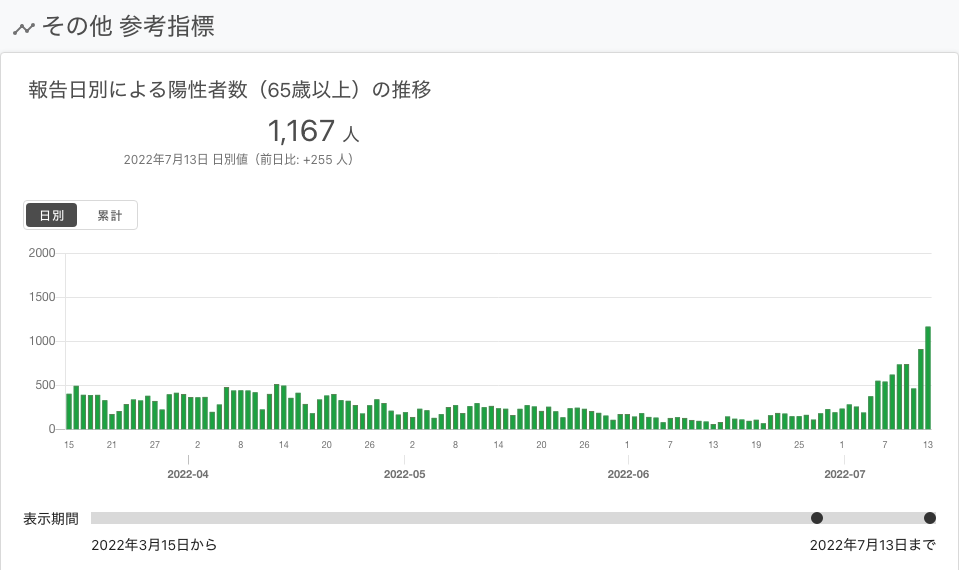 その他 参考指標
報告日別による陽性者数（65歳以上）の推移
1,167 人
2022年7月13日 日別値（前日比: +255 人）
日別 累計
2000
1500
1000
500
0
15 21 27 2 8 14 20 26 2 8 14 20 26 1 7 13 19 25 1 7 13
2022-04 2022-05 2022-06 2022-07
表示期間
2022年3月15日から 2022年7月13日まで